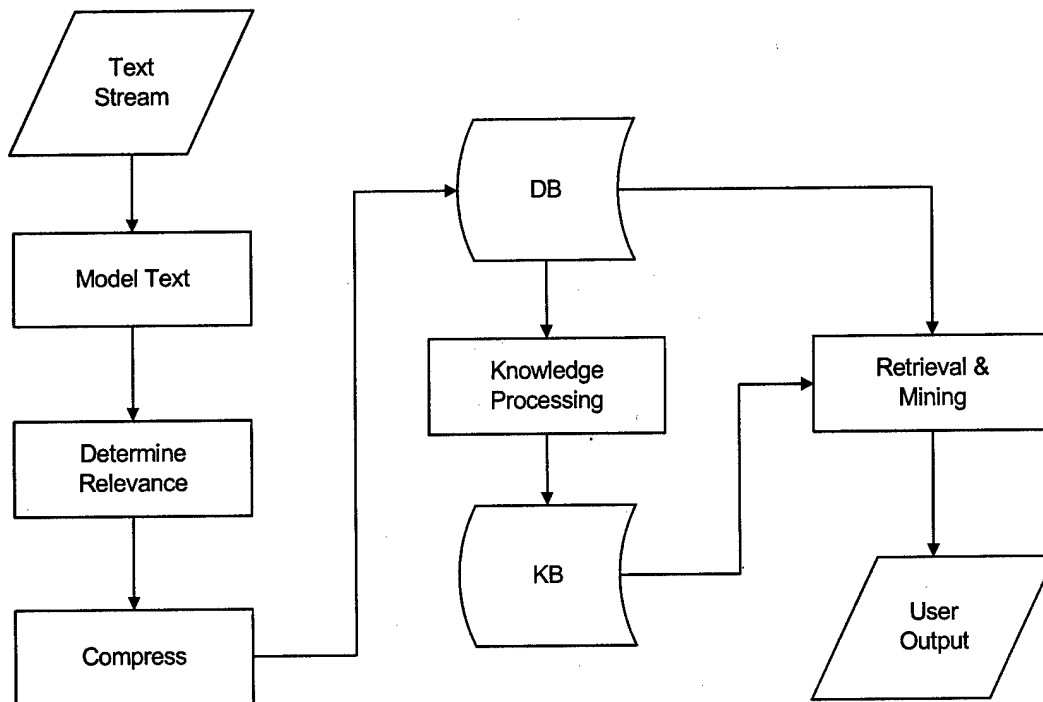 Text
Stream
Model Text
Determine
Relevance
Compress
DB
Knowledge
Processing
KB
Retrieval &
Mining
User
Output